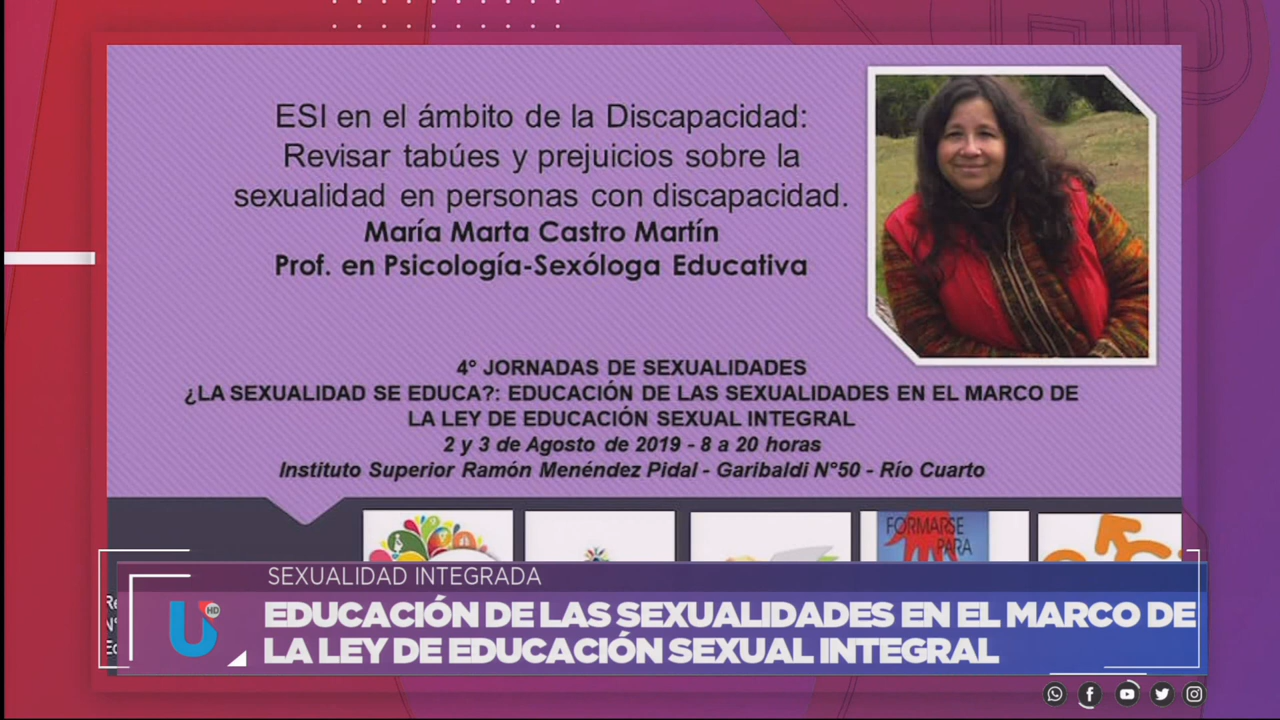 ESI en el ámbito de la Discapacidad:
Revisar tabúes y prejuicios sobre la
sexualidad en personas con discapacidad.
María Marta Castro Martín
Prof. en Psicología-Sexóloga Educativa
4º JORNADAS DE SEXUALIDADES
¿LA SEXUALIDAD SE EDUCA?: EDUCACIÓN DE LAS SEXUALIDADES EN EL MARCO DE
LA LEY DE EDUCACIÓN SEXUAL INTEGRAL
2 y 3 de Agosto de 2019 - 8 a 20 horas
Instituto Superior Ramón Menéndez Pidal - Garibaldi N°50 - Río Cuarto
FORMARSE
PARA
SEXUALIDAD INTEGRADA
U HD
EDUCACIÓN DE LAS SEXUALIDADES EN EL MARCO DE
LA LEY DE EDUCACIÓN SEXUAL INTEGRAL